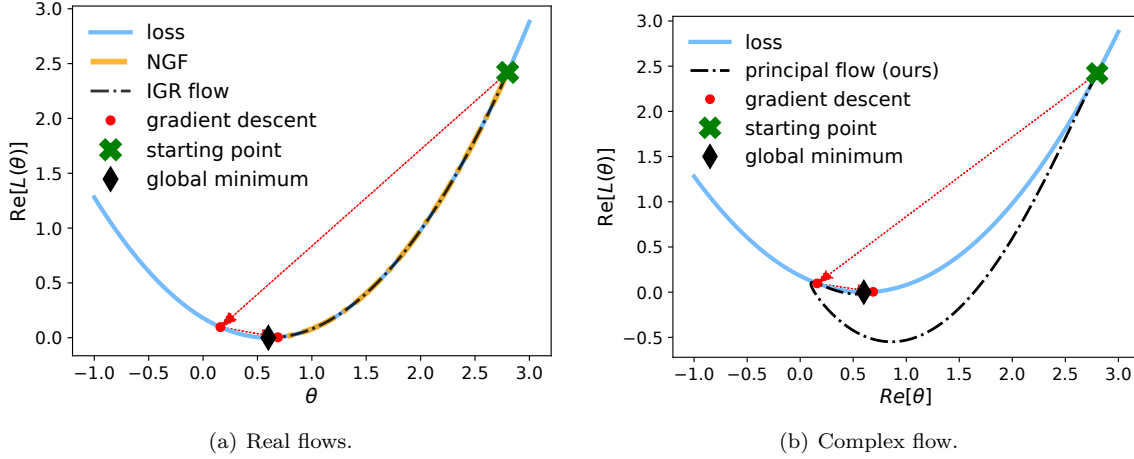 3.0
2.5
2.0
1.5
1.0
0.5
0.0
Re[L(θ)]
loss
NGF
IGR flow
gradient descent
starting point
global minimum
−1.0 −0.5 0.0 0.5 1.0 1.5 2.0 2.5 3.0
θ
(a) Real flows.
3.0
2.5
2.0
1.5
1.0
0.5
0.0
−0.5
Re[L(θ)]
loss
principal flow (ours)
gradient descent
starting point
global minimum
−1.0 −0.5 0.0 0.5 1.0 1.5 2.0 2.5 3.0
Re[θ]
(b) Complex flow.